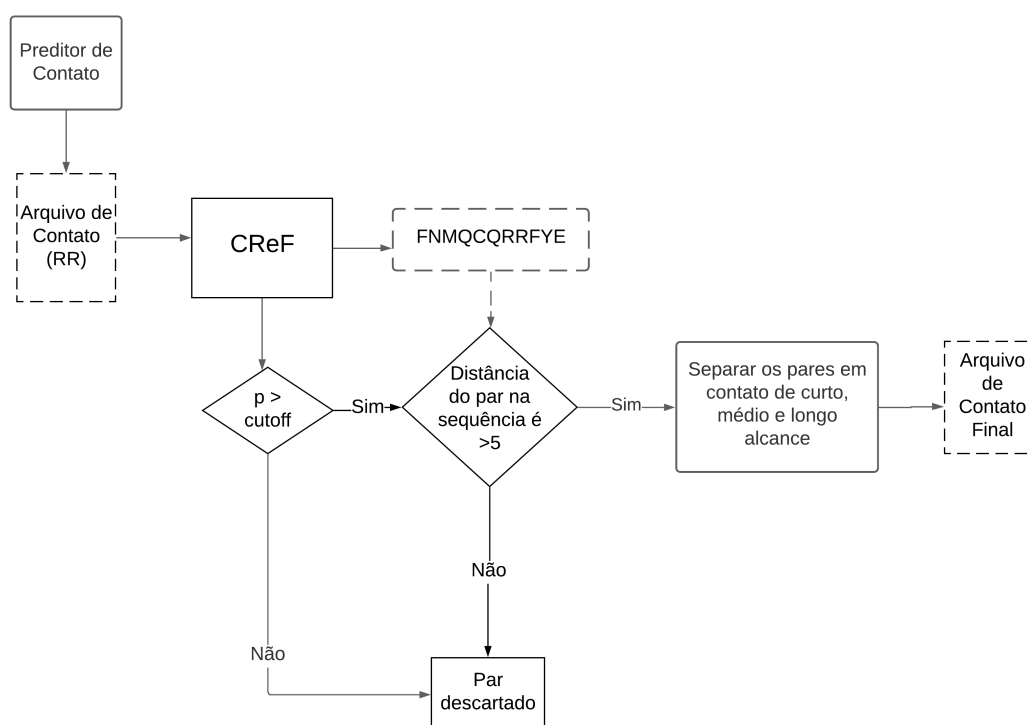 Preditor de
Contato
Arquivo de
Contato
(RR)
CReF
FNMQCQRRFYE
p >
cutoff
Sim
Distância
do par na
sequência é
>5
Sim
Separar os pares em
contato de curto,
médio e longo
alcance
Arquivo
de
Contato
Final
Não
Não
Par
descartado